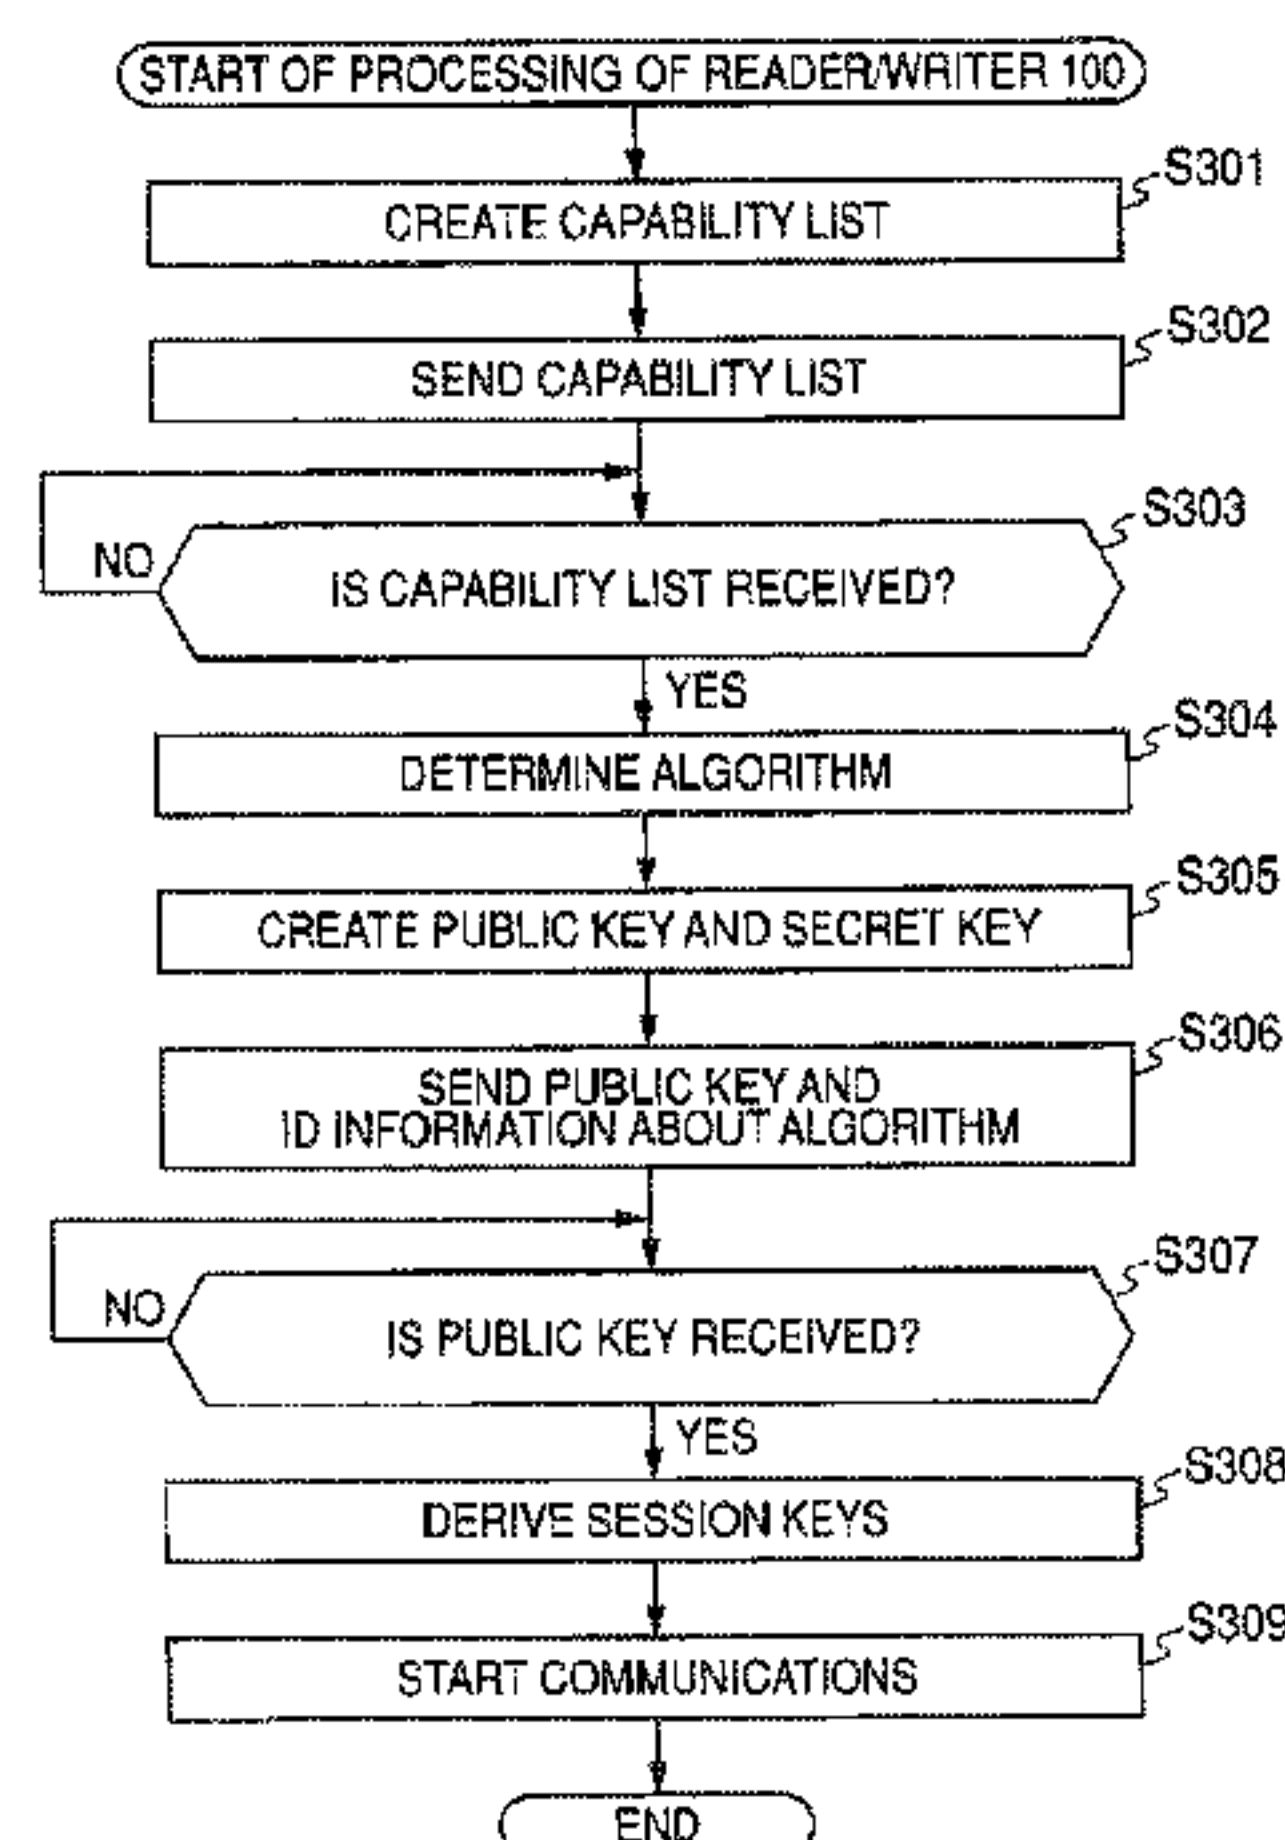 START OF PROCESSING OF READER/WRITER 100
S301
CREATE CAPABILITY LIST
S302
SEND CAPABILITY LIST
S303
NO
IS CAPABILITY LIST RECEIVED?
YES
S304
DETERMINE ALGORITHM
S305
CREATE PUBLIC KEY AND SECRET KEY
S306
SEND PUBLIC KEY AND
ID INFORMATION ABOUT ALGORITHM
S307
NO
IS PUBLIC KEY RECEIVED?
YES
S308
DERIVE SESSION KEYS
S309
START COMMUNICATIONS
END